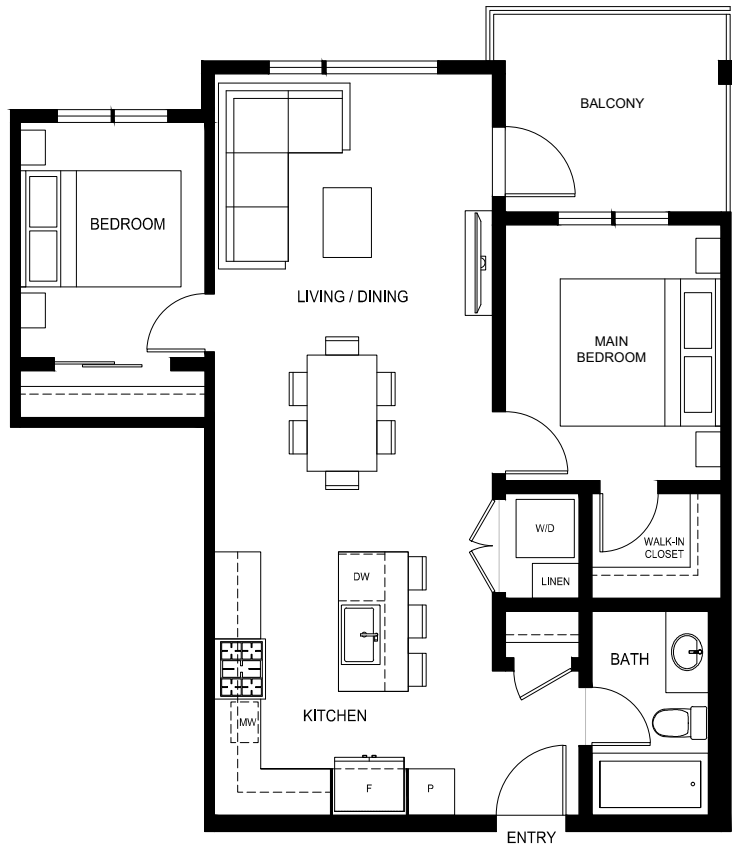 BALCONY
BEDROOM
LIVING / DINING
MAIN
BEDROOM
W/D
WALK-IN
CLOSET
DW
LINEN
BATH
KITCHEN
MW
F
P
ENTRY